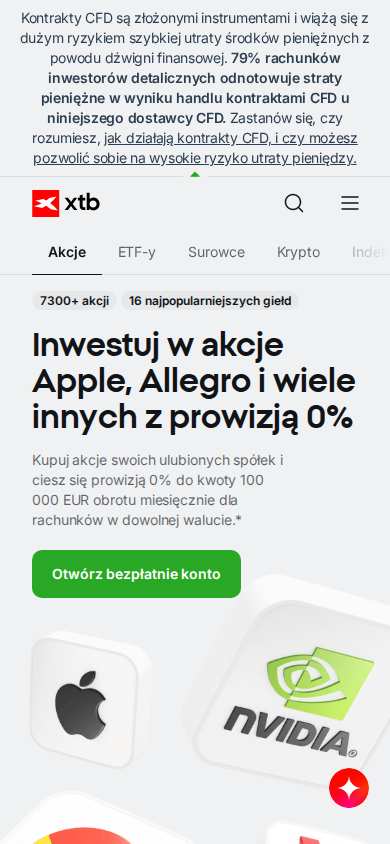 Kontrakty CFD są złożonymi instrumentami i wiążą się z
dużym ryzykiem szybkiej utraty środków pieniężnych z
powodu dźwigni finansowej. 79% rachunków
inwestorów detalicznych odnotowuje straty
pieniężne w wyniku handlu kontraktami CFD u
niniejszego dostawcy CFD. Zastanów się, czy
rozumiesz, jak działają kontrakty CFD, i czy możesz
pozwolić sobie na wysokie ryzyko utraty pieniędzy.
xtb
Akcje ETF-y Surowce Krypto
7300+ akcji 16 najpopularniejszych giełd
Inwestuj w akcje
Apple, Allegro i wiele
innych z prowizją 0%
Kupuj akcje swoich ulubionych spółek i
ciesz się prowizją 0% do kwoty 100
000 EUR obrotu miesięcznie dla
rachunków w dowolnej walucie.*
Otwórz bezpłatnie konto
NVIDIA®